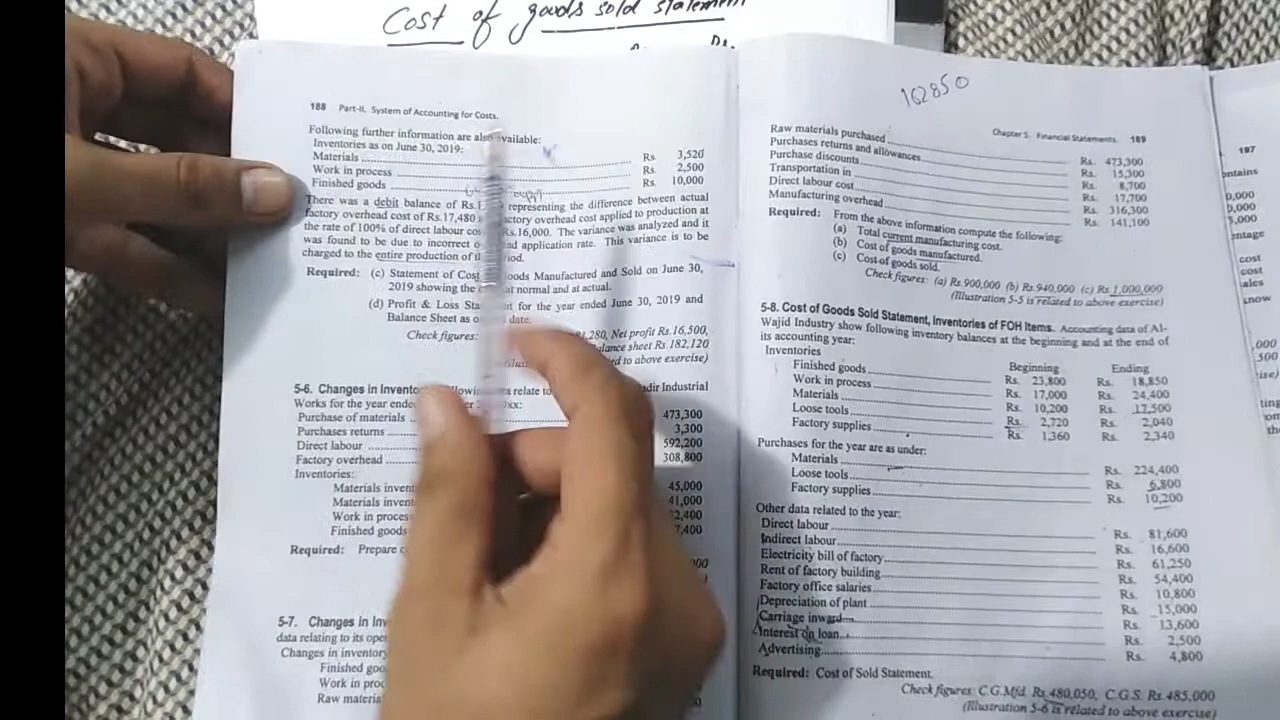 Cost of goods sold statement
188 Part-II. System of Accounting for Costs.
Following further information are also available:
Inventories as on June 30, 2019:
Materials Rs. 3,520
Work in process Rs. 2,500
Finished goods Rs. 10,000
There was a debit balance of Rs. representing the difference between actual
factory overhead cost of Rs.17,480 factory overhead cost applied to production at
the rate of 100% of direct labour Rs.16,000. The variance was analyzed and it
was found to be due to incorrect application rate. This variance is to be
charged to the entire production of
Required: (c) Statement of Cost Goods Manufactured and Sold on June 30,
2019 showing the at normal and at actual.
(d) Profit & Loss for the year ended June 30, 2019 and
Balance Sheet as date.
Check figures: Net profit Rs.16,500,
Balance sheet Rs.182,120
to above exercise)
5-6. Changes in relate to Industrial
Works for the year
Purchase of materials 473,300
Purchases returns 3,300
Direct labour 592,200
Factory overhead 308,800
Inventories:
Materials 45,000
Materials 41,000
Work in
Finished goods 7,400
Required: Prepare
5-7. Changes in
data relating to its
Changes in inventory
Finished
Work in
Raw
162850
Chapter 5. Financial Statements. 189
Raw materials purchased Rs. 473,300
Purchases returns and allowances Rs. 15,300
Purchase discounts Rs. 8,700
Transportation in Rs. 17,700
Direct labour cost Rs. 316,300
Manufacturing overhead Rs. 141,100
Required: From the above information compute the following:
(a) Total current manufacturing cost.
(b) Cost of goods manufactured.
(c) Cost of goods sold.
Check figures: (a) Rs.900,000 (b) Rs.940,000 (c) Rs.1,000,000
(Illustration 5-5 is related to above exercise)
5-8. Cost of Goods Sold Statement, Inventories of FOH Items. Accounting data of Al-
Wajid Industry show following inventory balances at the beginning and at the end of
its accounting year:
Inventories Beginning Ending
Finished goods Rs. 23,800 Rs. 18,850
Work in process Rs. 17,000 Rs. 24,400
Materials Rs. 10,200 Rs. 12,500
Loose tools Rs. 2,720 Rs. 2,040
Factory supplies Rs. 1,360 Rs. 2,340
Purchases for the year are as under:
Materials Rs. 224,400
Loose tools Rs. 6,800
Factory supplies Rs. 10,200
Other data related to the year:
Direct labour Rs. 81,600
Indirect labour Rs. 16,600
Electricity bill of factory Rs. 61,250
Rent of factory building Rs. 54,400
Factory office salaries Rs. 10,800
Depreciation of plant Rs. 15,000
Carriage inward Rs. 13,600
Interest on loan Rs. 2,500
Advertising Rs. 4,800
Required: Cost of Sold Statement.
Check figures: C.G.Mfd. Rs.480,050, C.G.S. Rs.485,000
(Illustration 5-6 is related to above exercise)
197